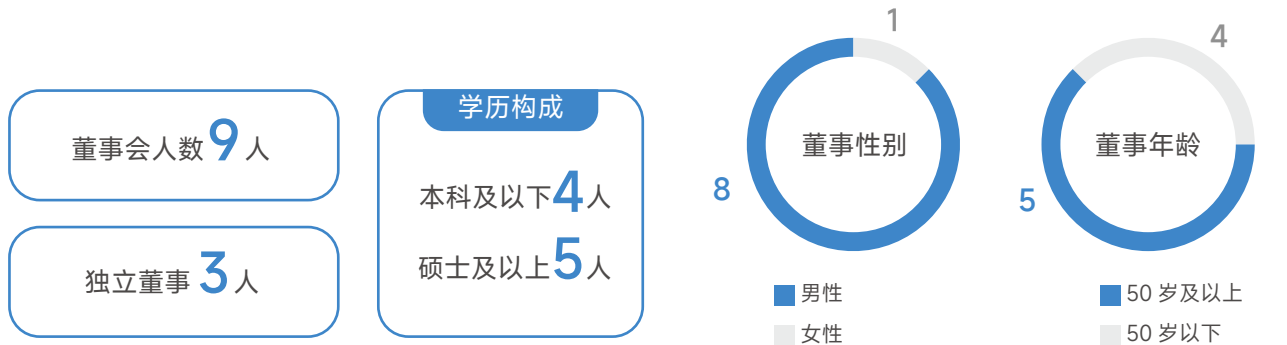 董事会人数 9 人
独立董事 3 人
学历构成
本科及以下 4 人
硕士及以上 5 人
1
8
董事性别
男性
女性
4
5
董事年龄
50 岁及以上
50 岁以下